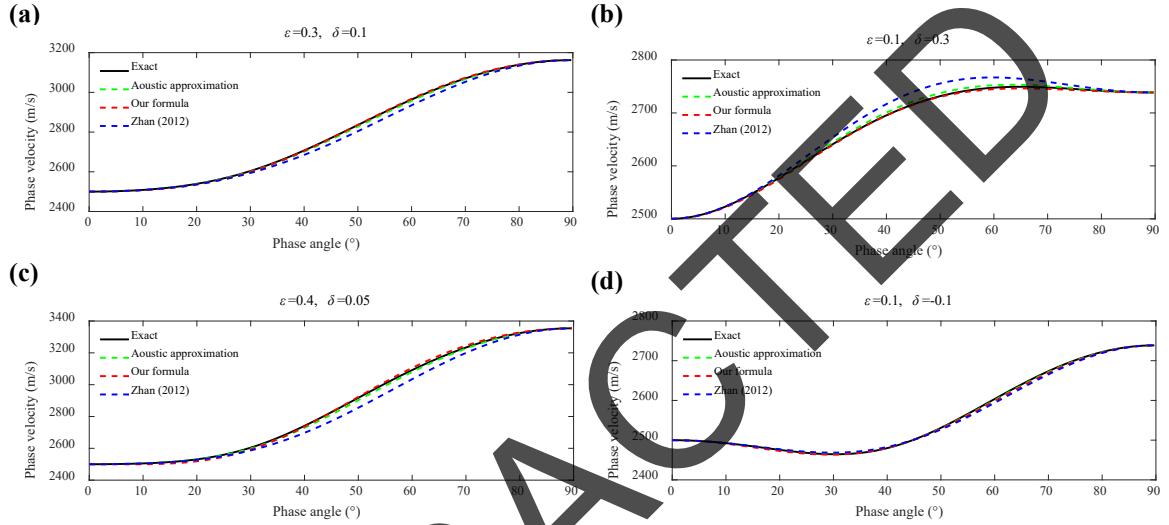 (a)
ε=0.3, δ=0.1
3200
3000
2800
2600
2400
Phase velocity (m/s)
Exact
Aoustic approximation
Our formula
Zhan (2012)
0 10 20 30 40 50 60 70 80 90
Phase angle (°)
(b)
ε=0.1, δ=0.3
2800
2700
2600
2500
Phase velocity (m/s)
Exact
Aoustic approximation
Our formula
Zhan (2012)
0 10 20 30 40 50 60 70 80 90
Phase angle (°)
(c)
ε=0.4, δ=0.05
3400
3200
3000
2800
2600
2400
Phase velocity (m/s)
Exact
Aoustic approximation
Our formula
Zhan (2012)
0 10 20 30 40 50 60 70 80 90
Phase angle (°)
(d)
ε=0.1, δ=-0.1
2800
2700
2600
2500
2400
Phase velocity (m/s)
Exact
Aoustic approximation
Our formula
Zhan (2012)
0 10 20 30 40 50 60 70 80 90
Phase angle (°)
ACTED